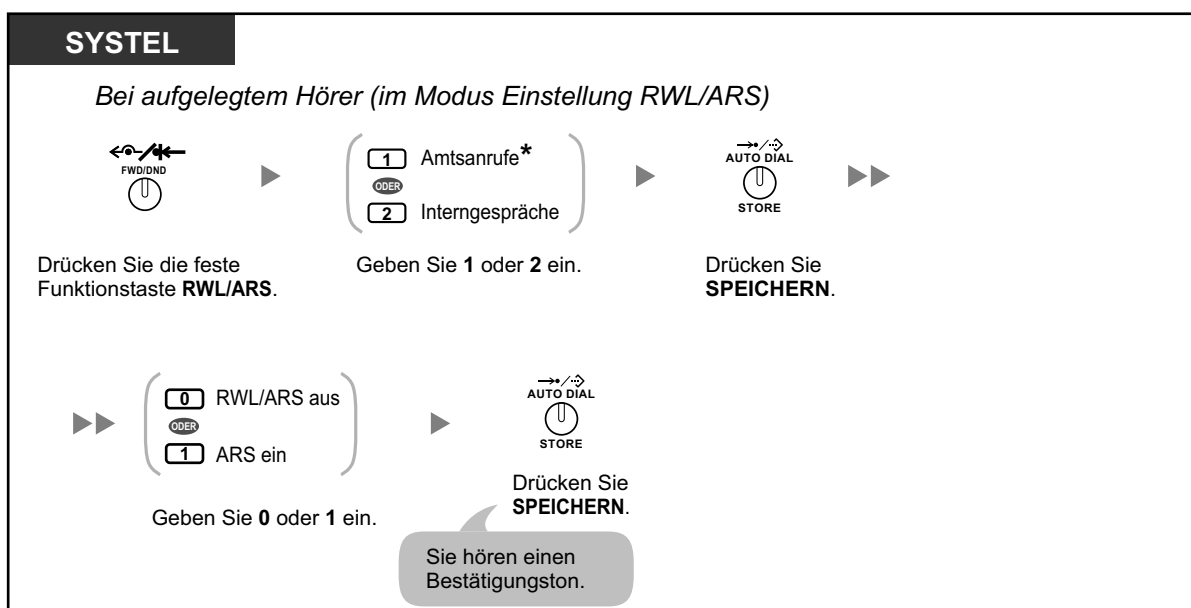 SYSTEL
Bei aufgelegtem Hörer (im Modus Einstellung RWL/ARS)
FWD/DND
1 Amtsanrufe*
ODER
2 Interngespräche
AUTO DIAL
STORE
Drücken Sie die feste
Funktionstaste RWL/ARS.
Geben Sie 1 oder 2 ein.
Drücken Sie
SPEICHERN.
0 RWL/ARS aus
ODER
1 ARS ein
AUTO DIAL
STORE
Geben Sie 0 oder 1 ein.
Drücken Sie
SPEICHERN.
Sie hören einen
Bestätigungston.